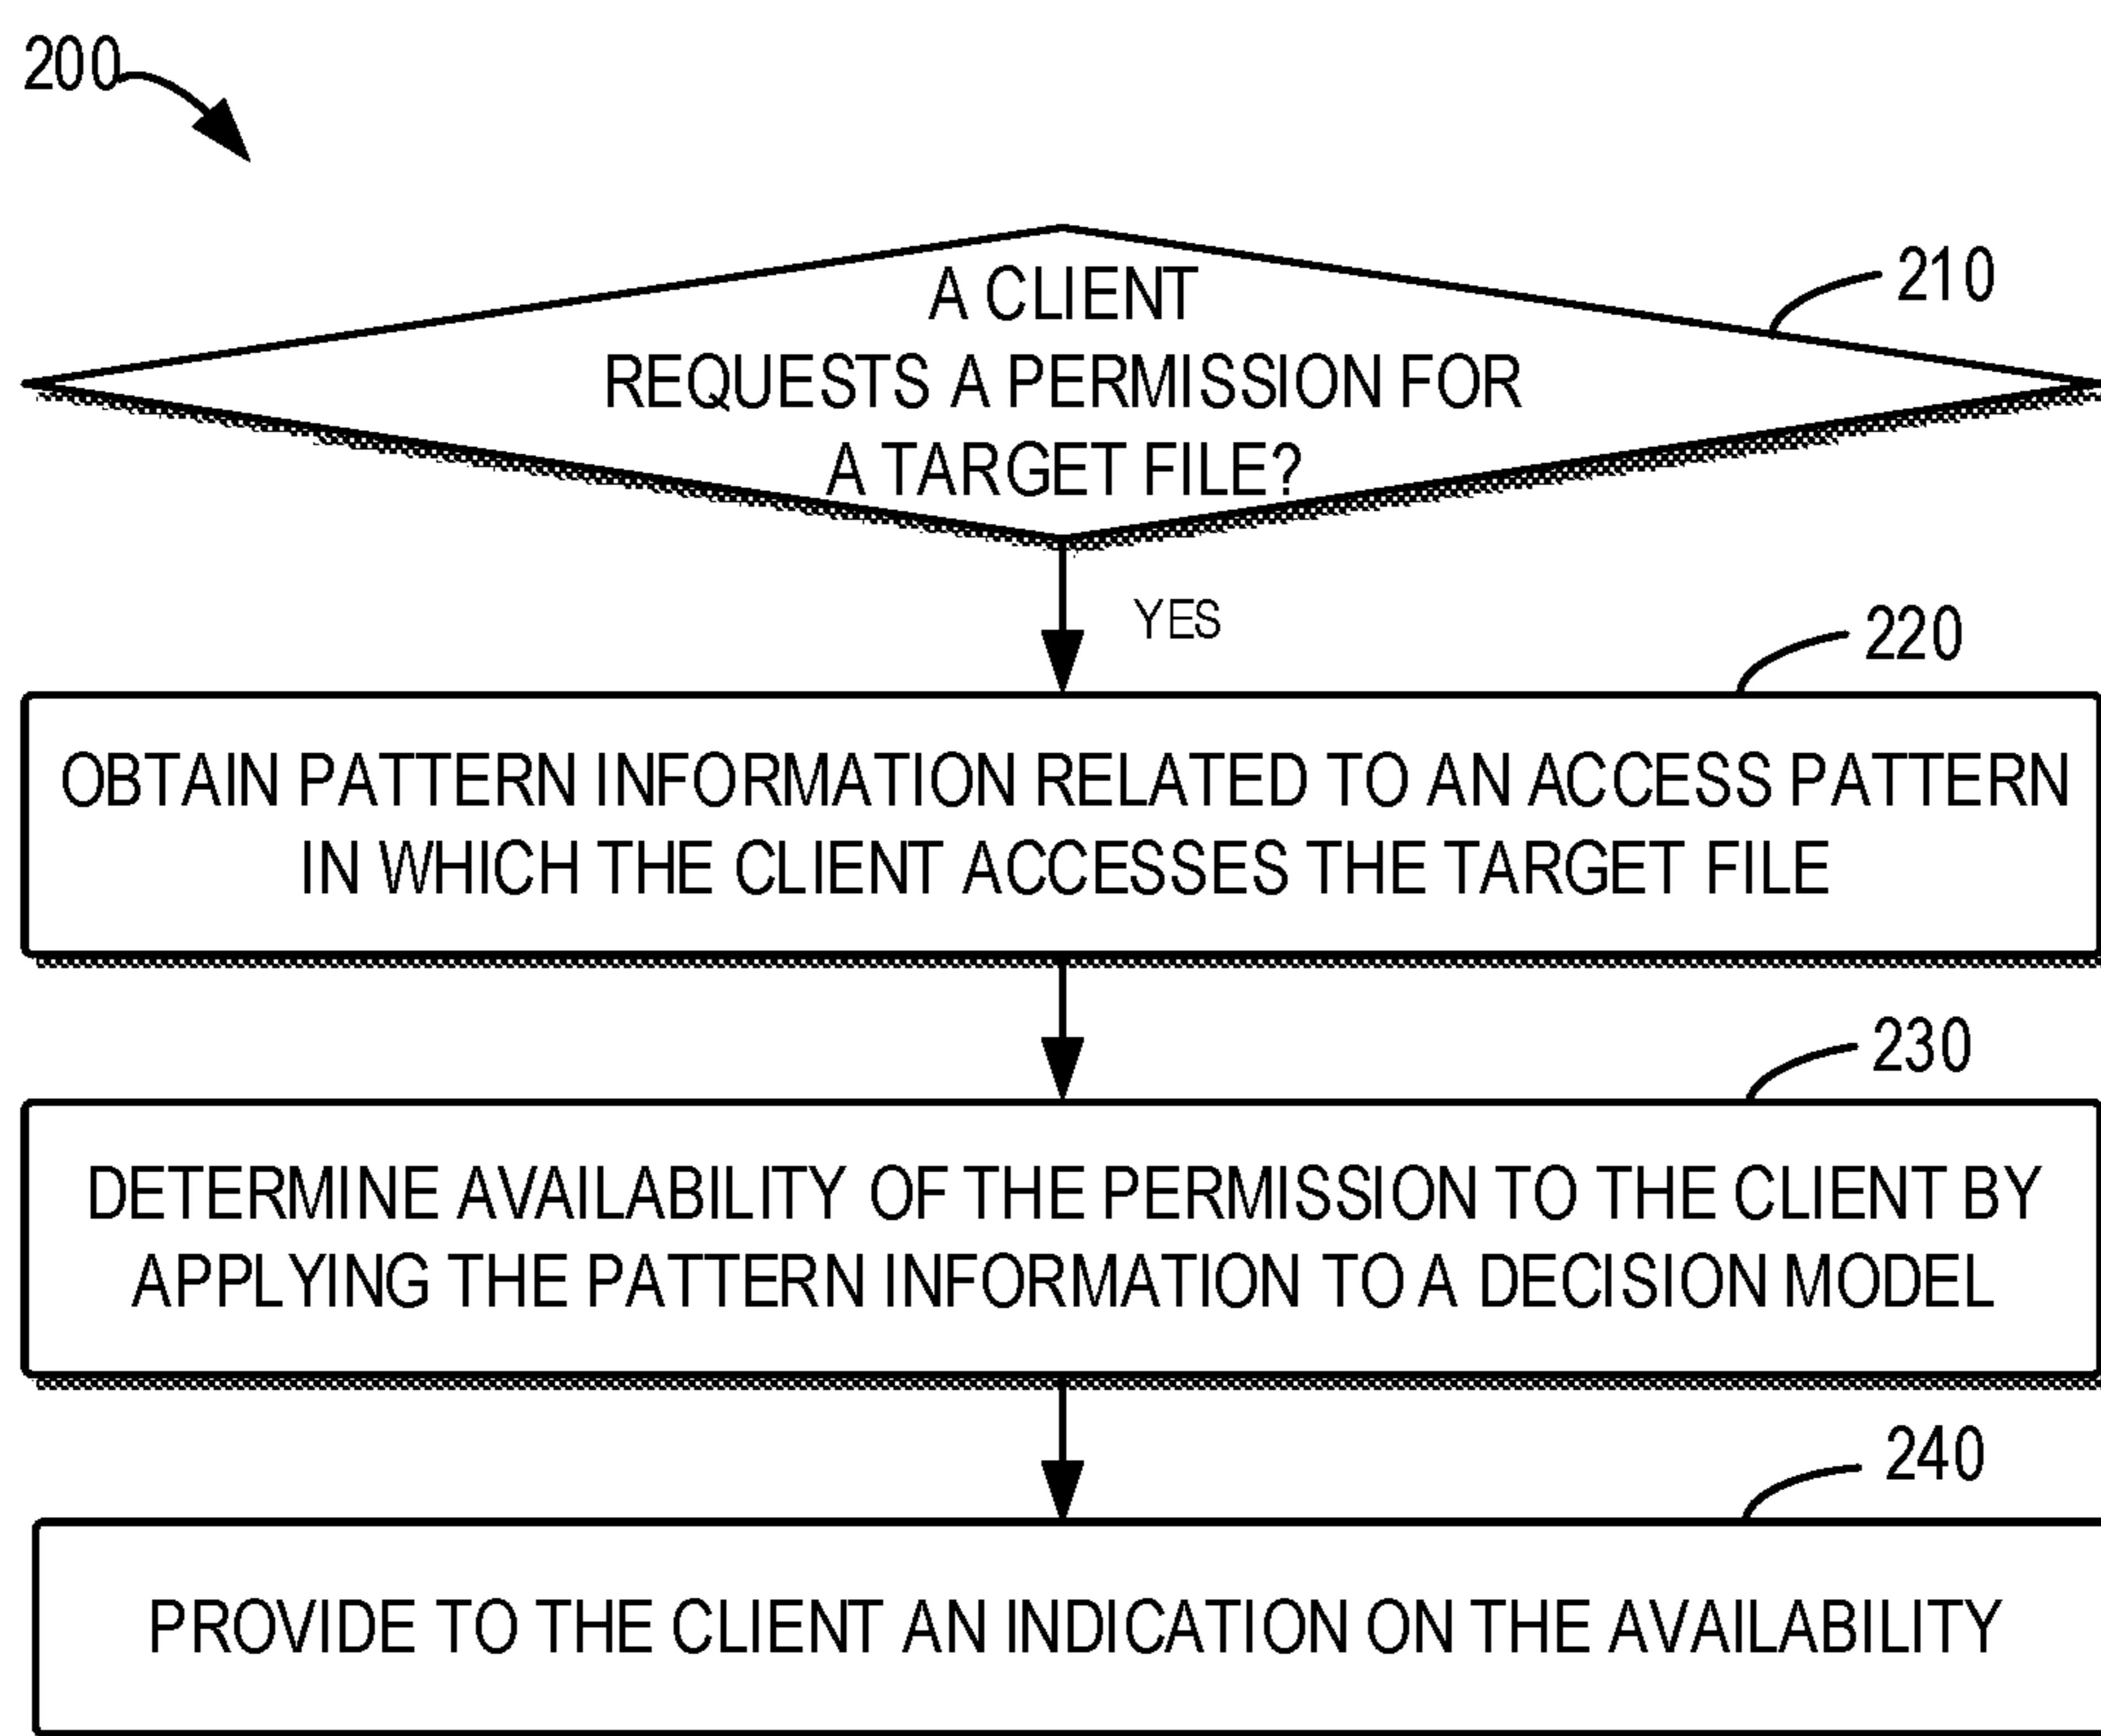 200
A CLIENT
210
REQUESTS A PERMISSION FOR
A TARGET FILE?
YES
220
OBTAIN PATTERN INFORMATION RELATED TO AN ACCESS PATTERN
IN WHICH THE CLIENT ACCESSES THE TARGET FILE
230
DETERMINE AVAILABILITY OF THE PERMISSION TO THE CLIENT BY
APPLYING THE PATTERN INFORMATION TO A DECISION MODEL
240
PROVIDE TO THE CLIENT AN INDICATION ON THE AVAILABILITY